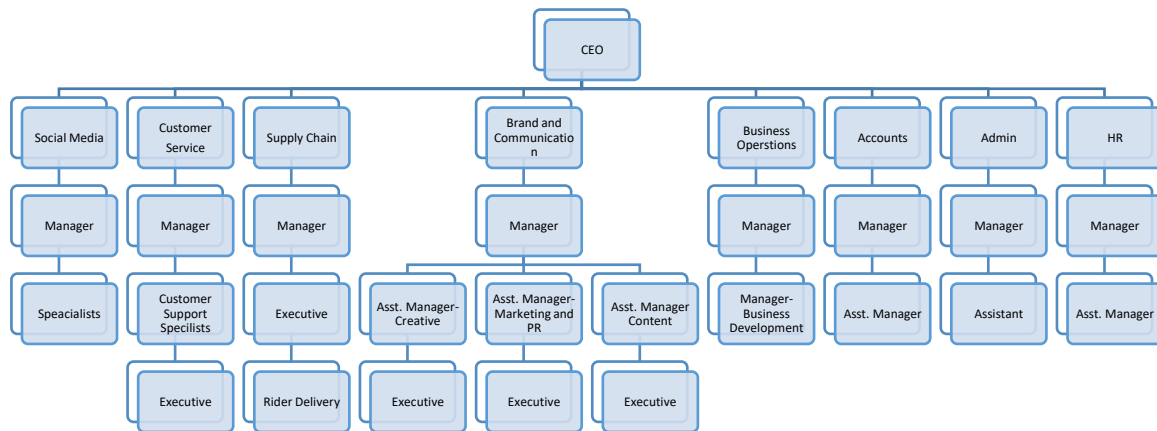 CEO
Social Media
Customer
Service
Supply Chain
Brand and
Communicatio
n
Business
Operstions
Accounts
Admin
HR
Manager
Manager
Manager
Manager
Manager
Manager
Manager
Manager
Speacialists
Customer
Support
Specilists
Executive
Asst. Manager-
Creative
Asst. Manager-
Marketing and
PR
Asst. Manager
Content
Manager-
Business
Development
Asst. Manager
Assistant
Asst. Manager
Executive
Rider Delivery
Executive
Executive
Executive